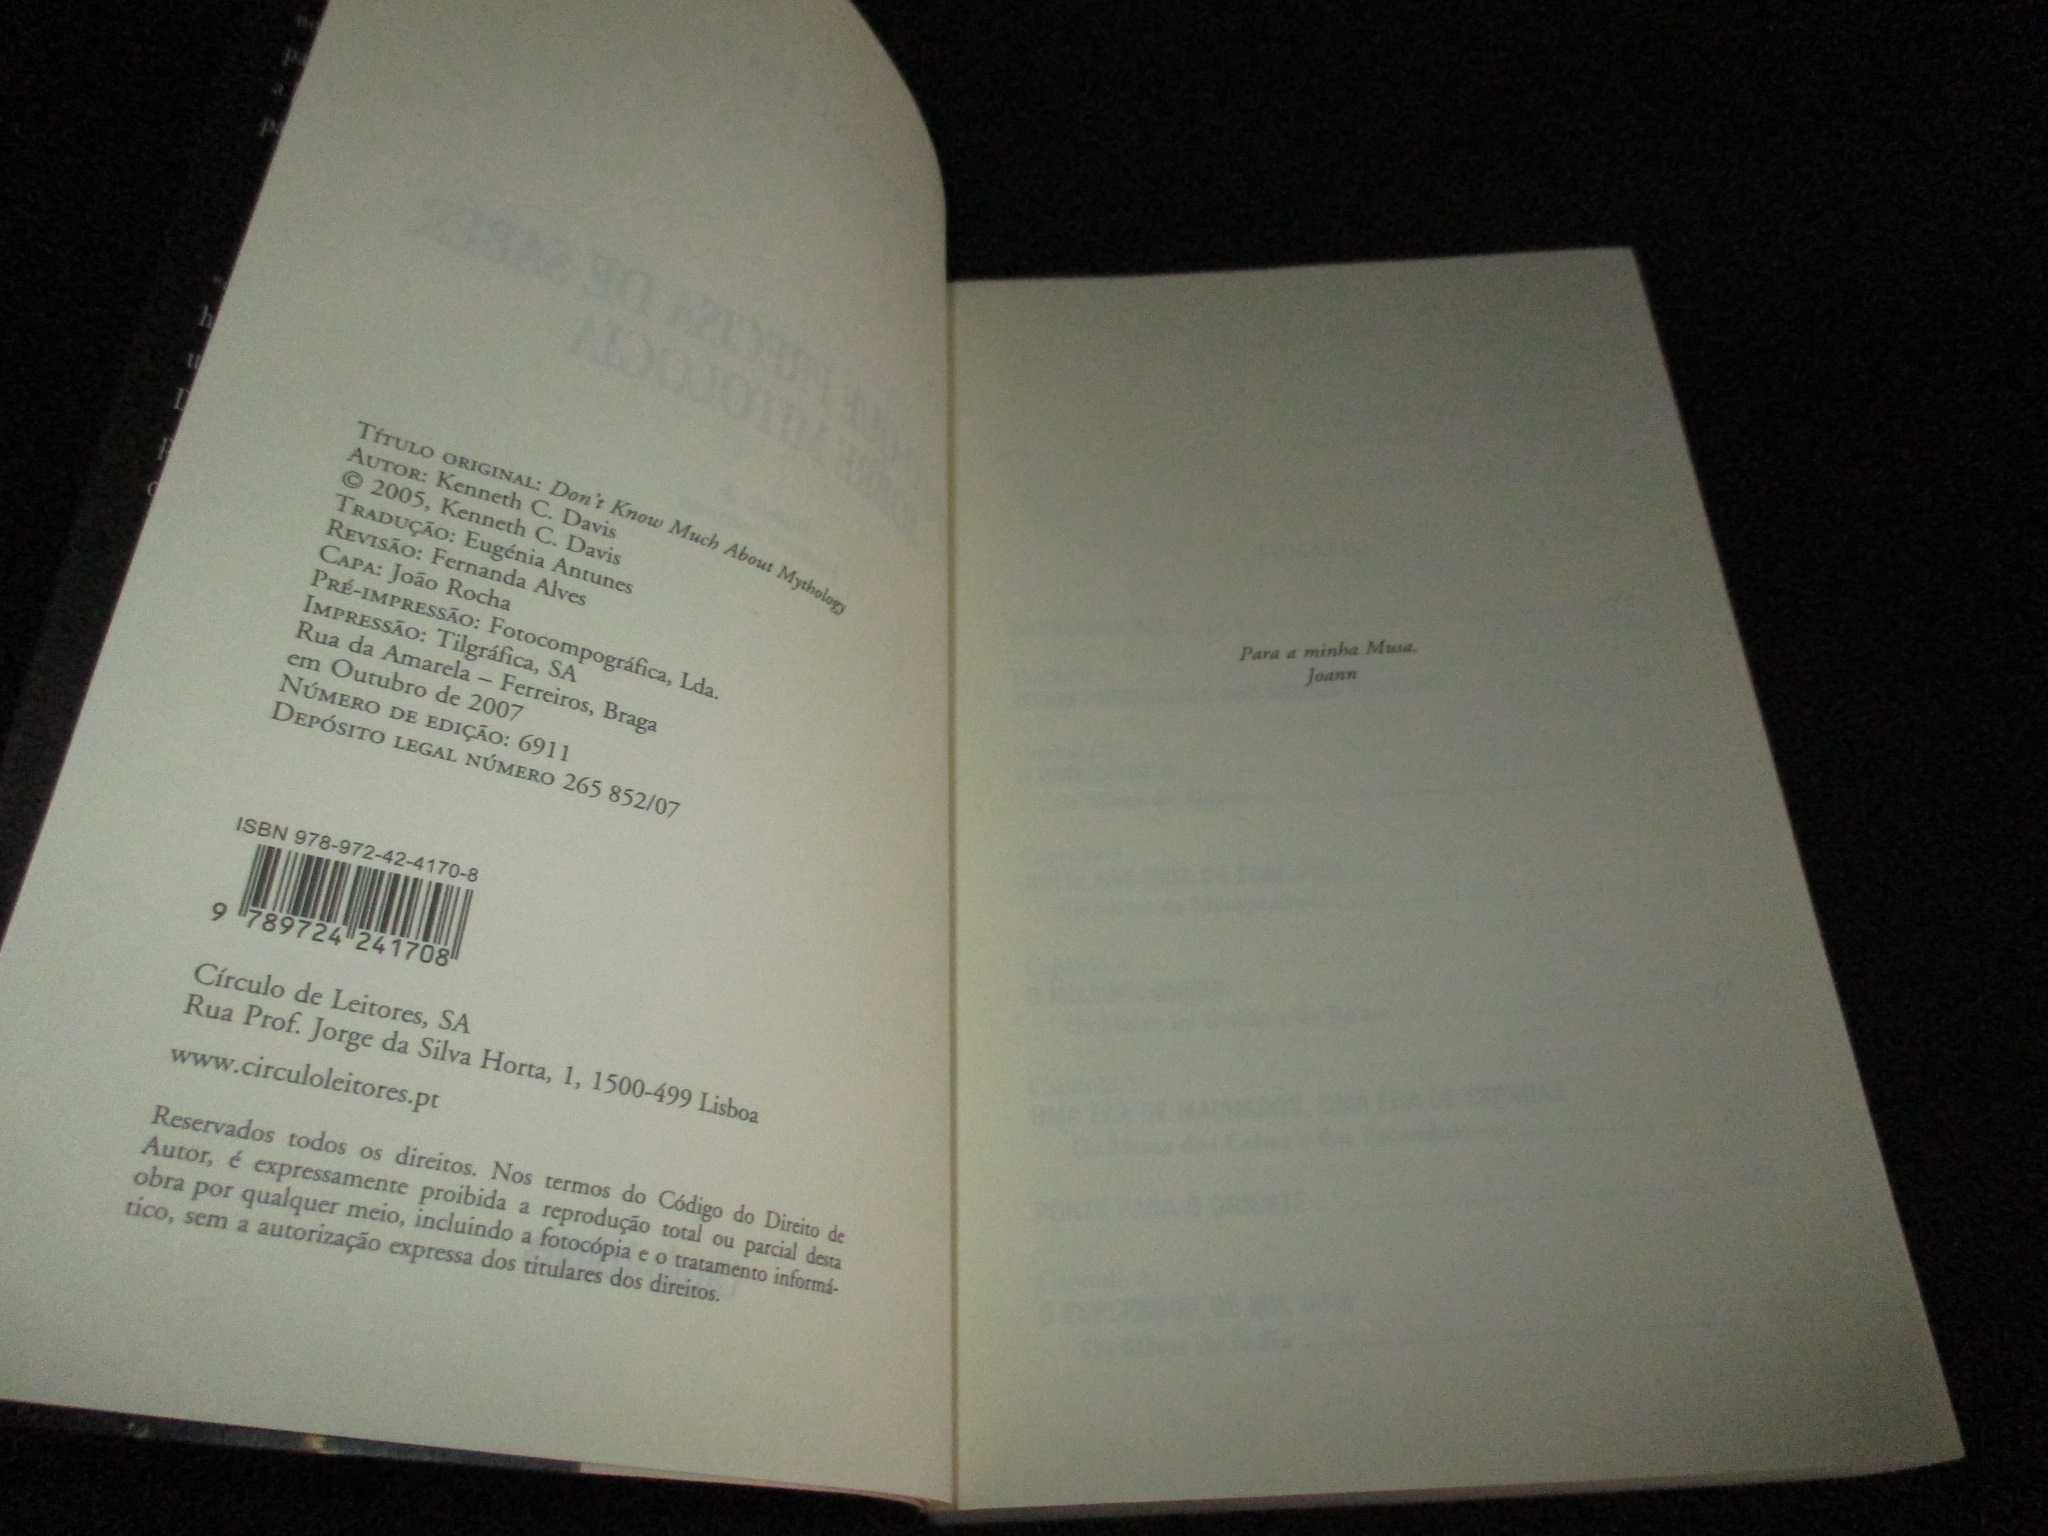 Título original: Don't Know Much About Mythology
Autor: Kenneth C. Davis
© 2005, Kenneth C. Davis
Tradução: Eugénia Antunes
Revisão: Fernanda Alves
Capa: João Rocha
Pré-impressão: Fotocompográfica, Lda.
Impressão: Tilgráfica, SA
Rua da Amarela – Ferreiros, Braga
em Outubro de 2007
Número de edição: 6911
Depósito legal número 265 852/07
ISBN 978-972-42-4170-8
9 789724 241708
Círculo de Leitores, SA
Rua Prof. Jorge da Silva Horta, 1, 1500-499 Lisboa
www.circuloleitores.pt
Reservados todos os direitos. Nos termos do Código do Direito de
Autor, é expressamente proibida a reprodução total ou parcial desta
obra por qualquer meio, incluindo a fotocópia e o tratamento informá-
tico, sem a autorização expressa dos titulares dos direitos.
Para a minha Musa.
Joann